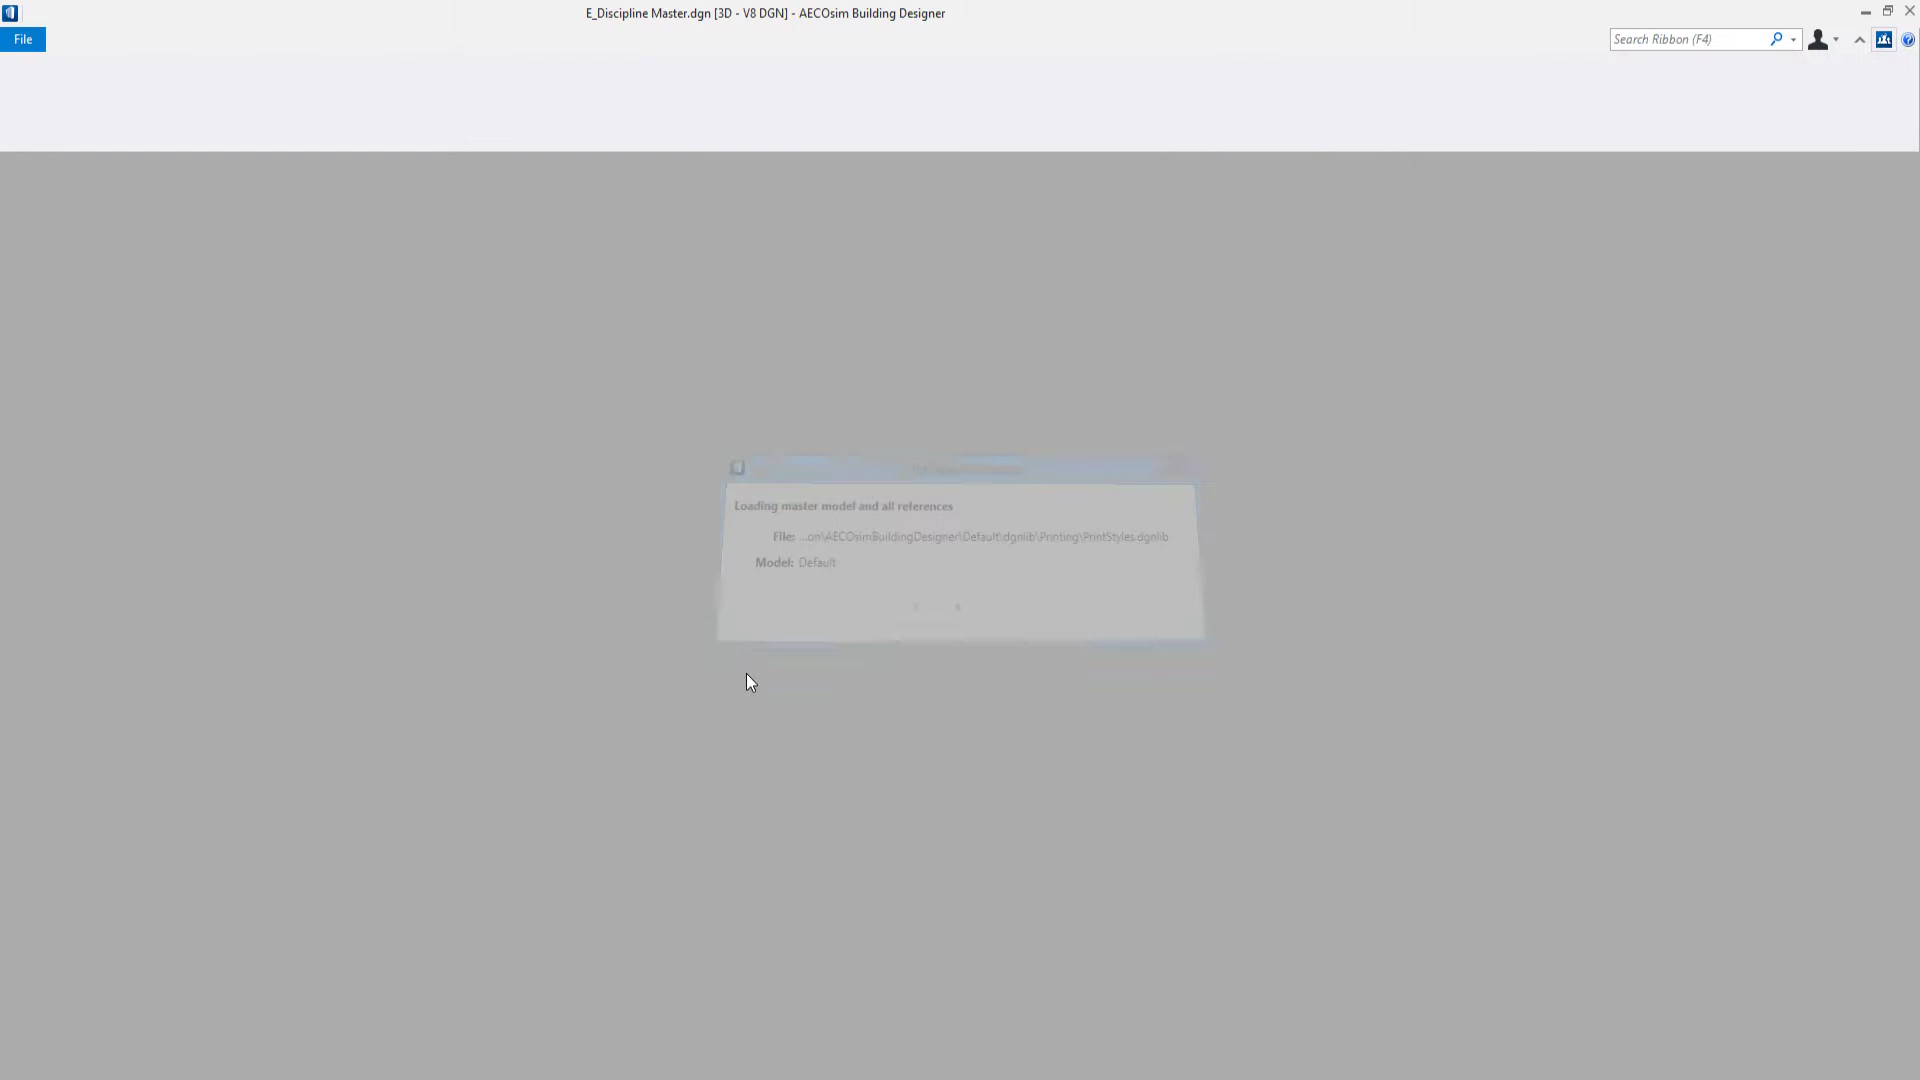 E_Discipline Master.dgn [3D - V8 DGN] - AECOsim Building Designer
File
Search Ribbon (F4)
Loading master model and all references
File: ...on\AECOsimBuildingDesigner\Default\dgnlib\Printing\PrintStyles.dgnlib
Model: Default